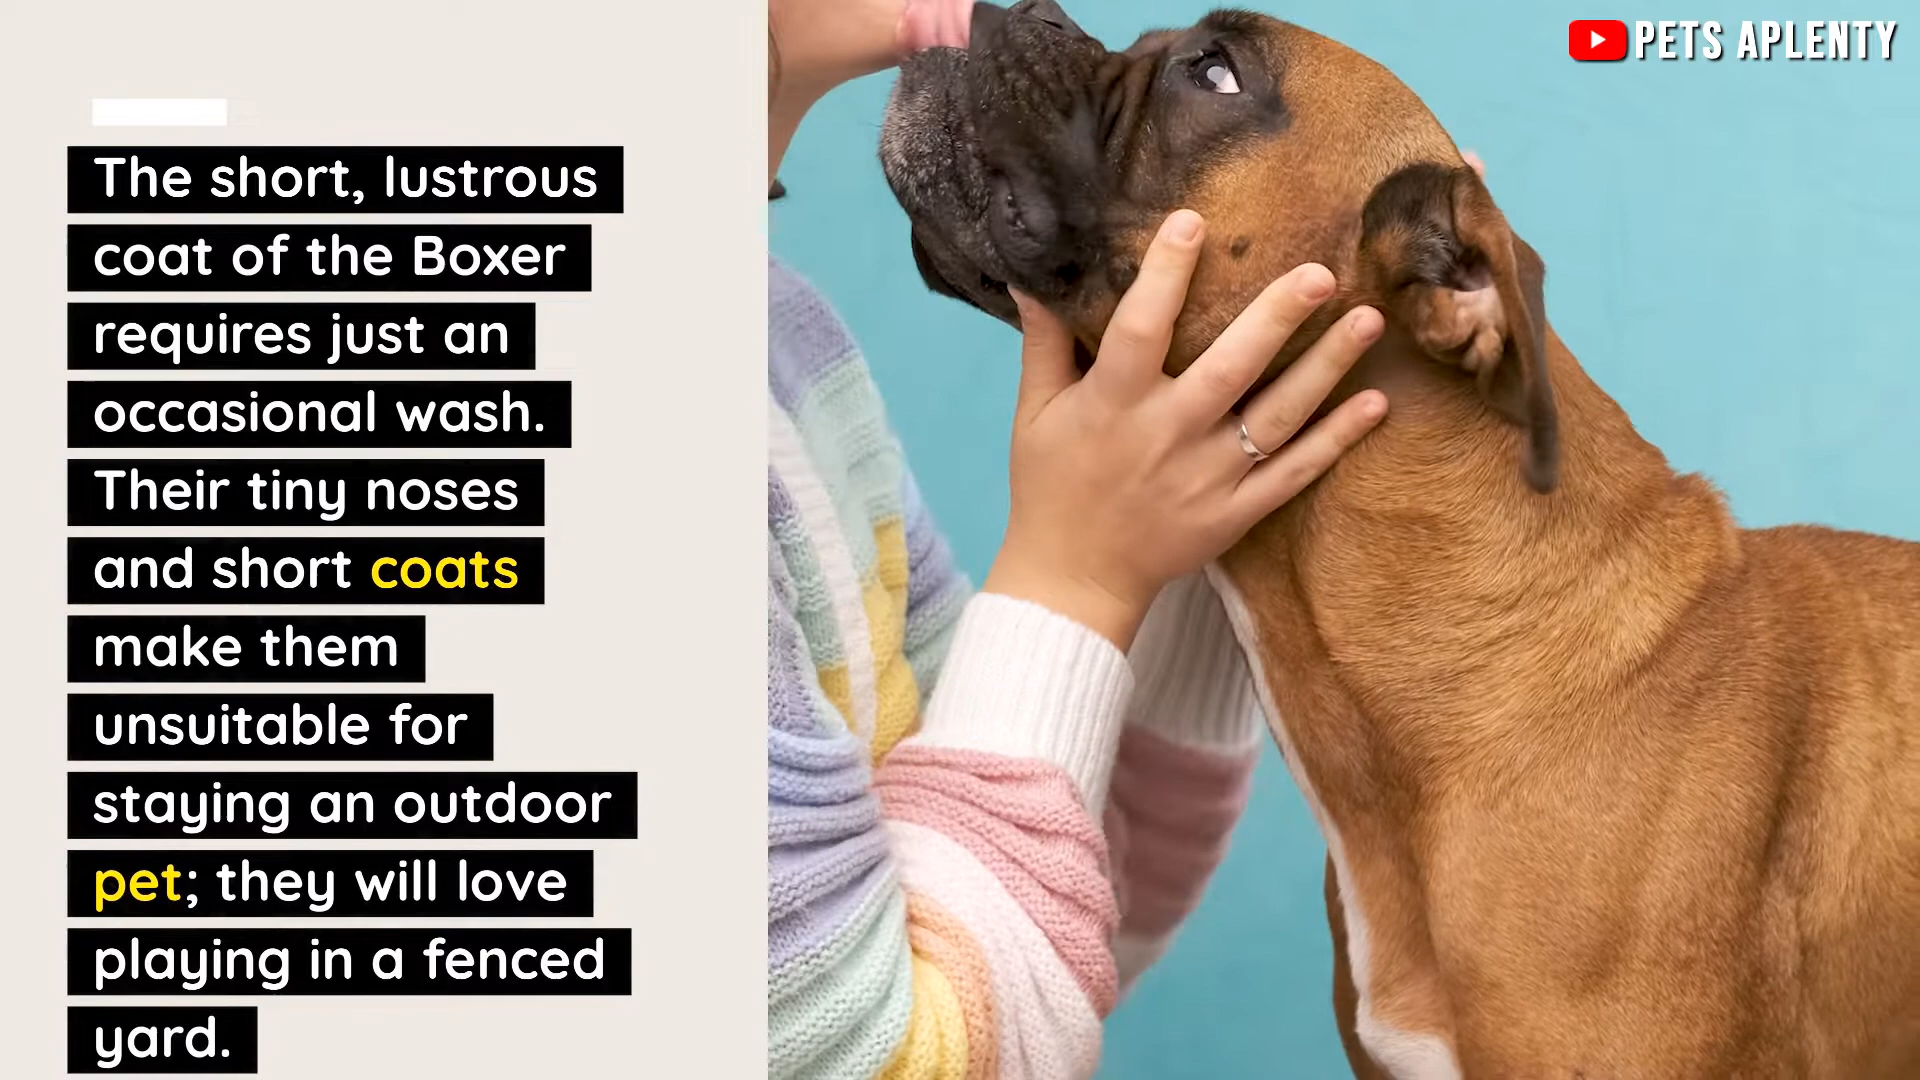 PETS APLENTY
The short, lustrous
coat of the Boxer
requires just an
occasional wash.
Their tiny noses
and short coats
make them
unsuitable for
staying an outdoor
pet; they will love
playing in a fenced
yard.